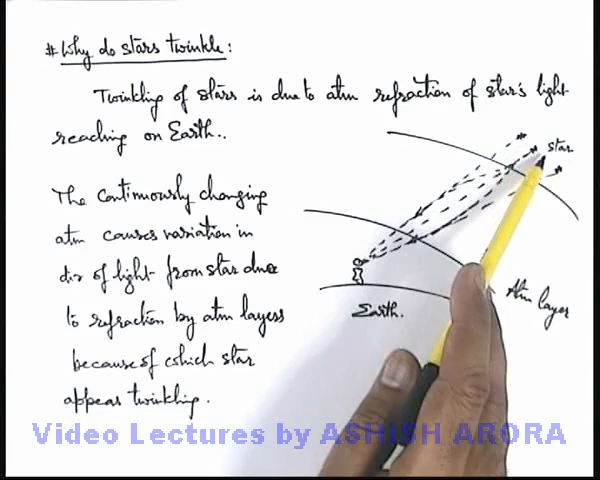 # Why do stars twinkle:
Twinkling of stars is due to atm refraction of star's light
reaching on Earth..
star
The continuously changing
atm causes variation in
dirn of light from star due
to refraction by atm layers
because of which star
appears twinkling.
Earth.
Atm layer
Video Lectures by ASHISH ARORA